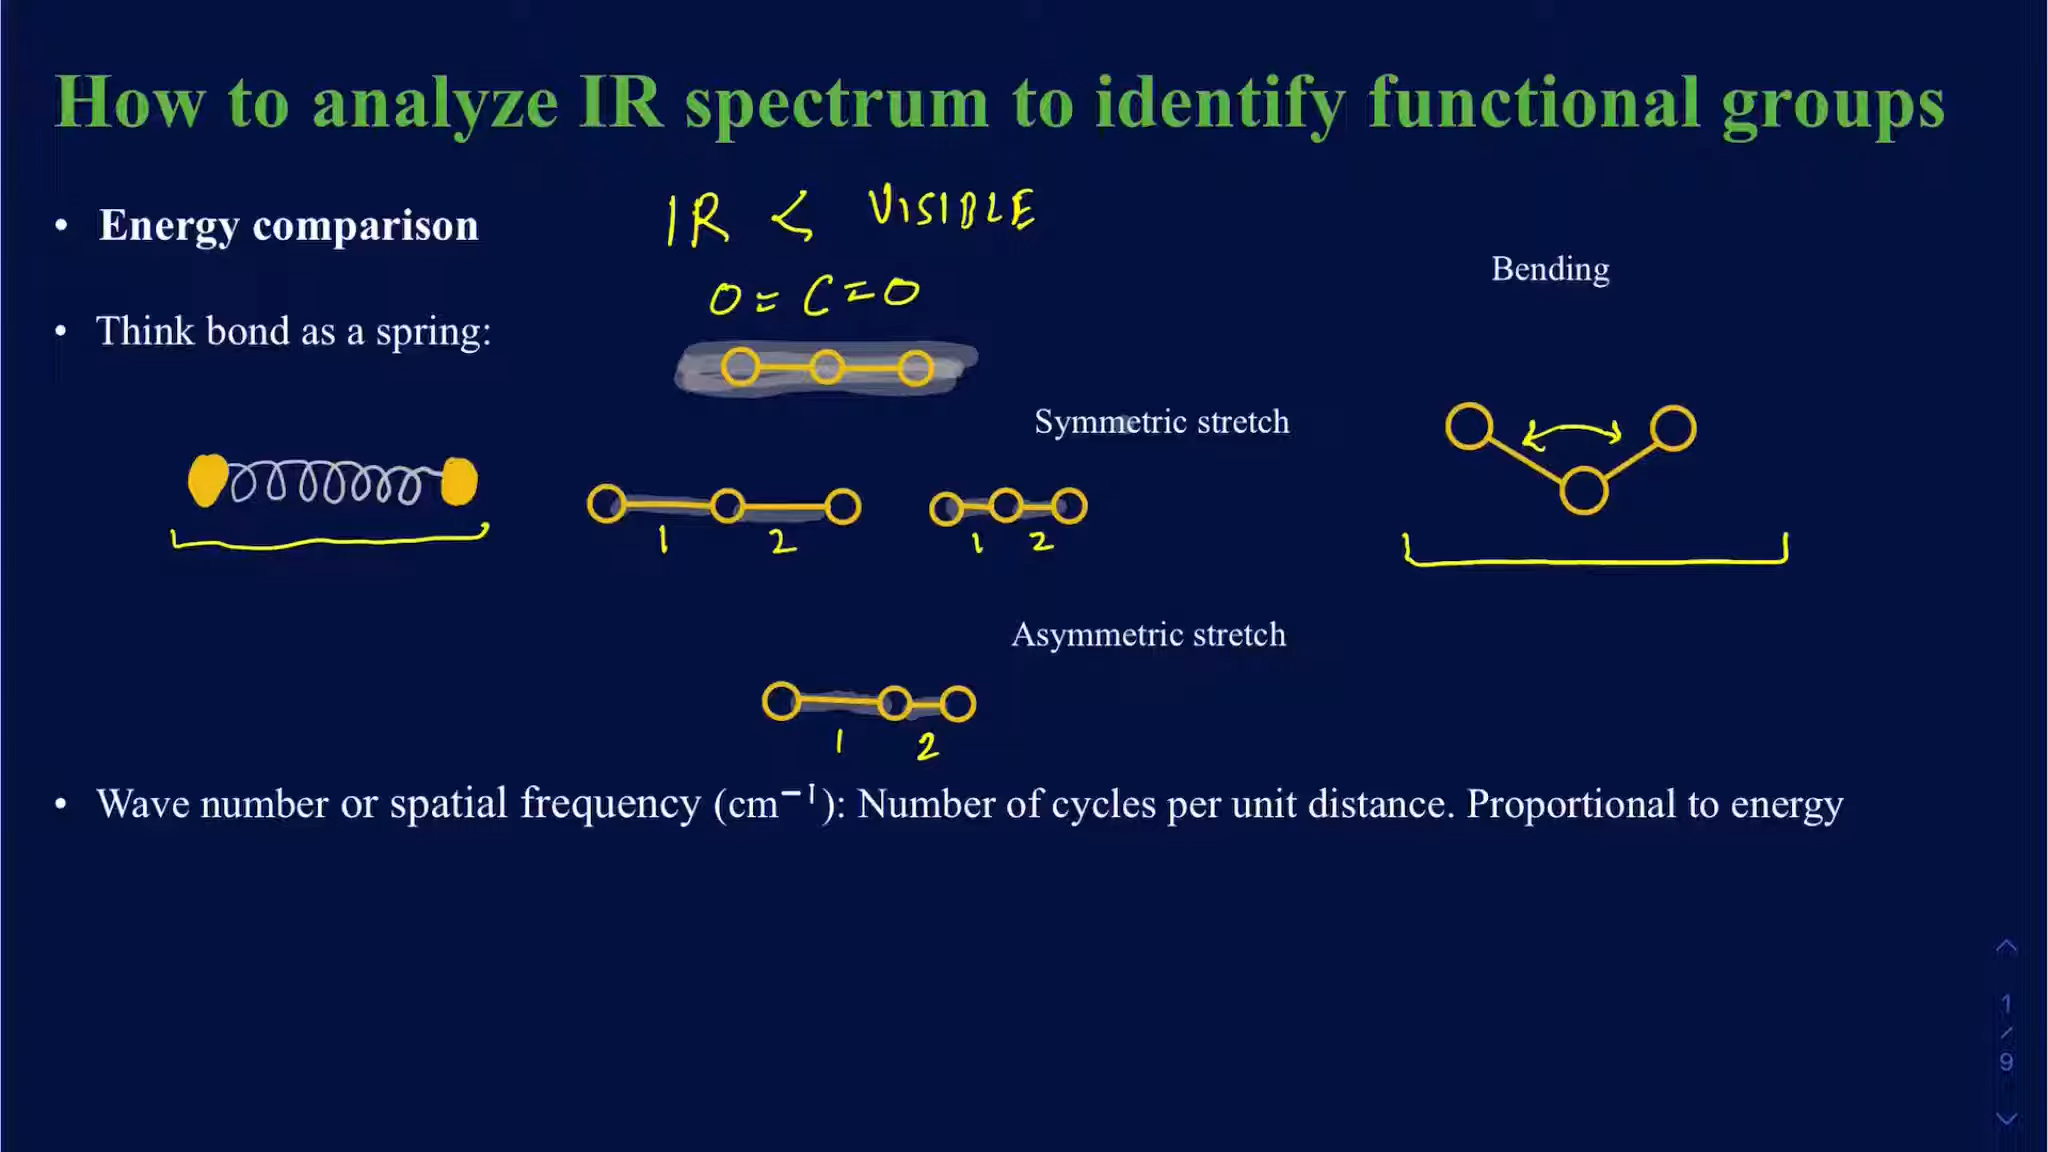 How to analyze IR spectrum to identify functional groups
• Energy comparison
IR < VISIBLE
Bending
O = C = O
• Think bond as a spring:
Symmetric stretch
1 2
1 2
Asymmetric stretch
1 2
• Wave number or spatial frequency (cm⁻¹): Number of cycles per unit distance. Proportional to energy
1
/
9